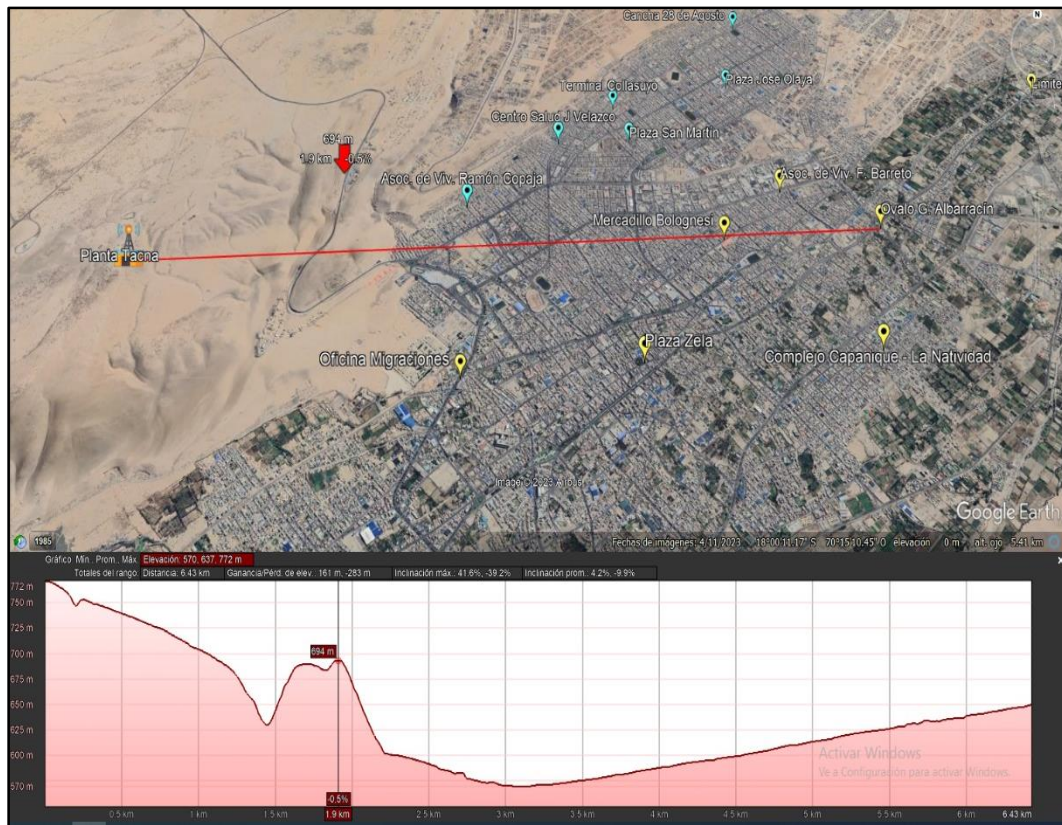 Cancha 28 de Agosto
N
Plaza José Olaya
Limite
Terminal Collasuyo
Centro Salud J Velazco
Plaza San Martín
694 m
1.9 km -0.5%
Asoc. de Viv. Ramón Copaja
Asoc. de Viv. F. Barreto
Ovalo G. Albarracín
Mercadillo Bolognesi
Planta Tacna
Plaza Zela
Oficina Migraciones
Complejo Capanique - La Natividad
Image © 2023 Airbus
Google Earth
1985
Fechas de imágenes: 4/11/2023 18°00'11.17" S 70°15'10.45" O elevación 0 m alt. ojo 5.41 km
Gráfico Mín., Prom., Máx. Elevación: 570, 637, 772 m
Totales del rango: Distancia: 6.43 km Ganancia/Pérd. de elev.: 161 m, -283 m Inclinación máx.: 41.6%, -39.2% Inclinación prom.: 4.2%, -9.9%
772 m
750 m
725 m
700 m
694 m
675 m
650 m
625 m
600 m
570 m
Activar Windows
Ve a Configuración para activar Windows.
-0.5%
0.5 km 1 km 1.5 km 1.9 km 2.5 km 3 km 3.5 km 4 km 4.5 km 5 km 5.5 km 6 km 6.43 km